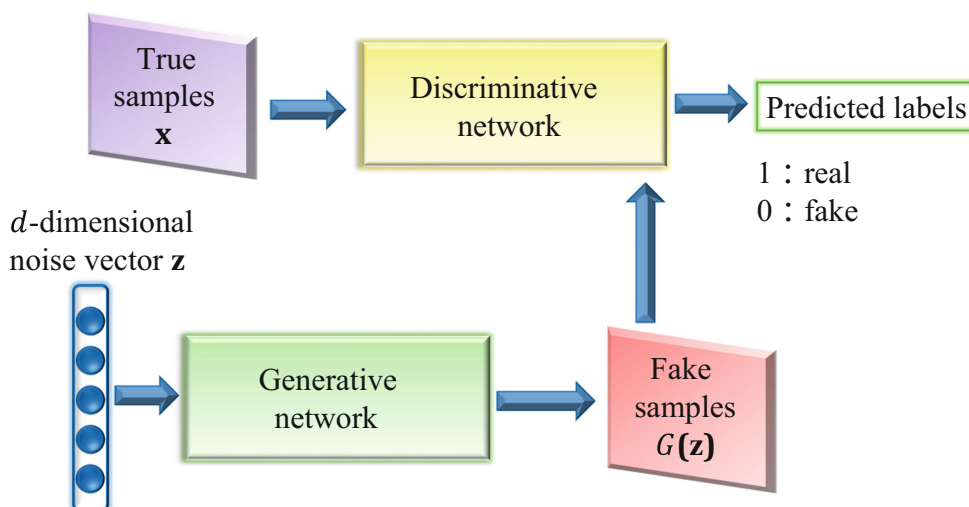 True
samples
x
Discriminative
network
Predicted labels
1：real
0：fake
d-dimensional
noise vector z
Generative
network
Fake
samples
G(z)